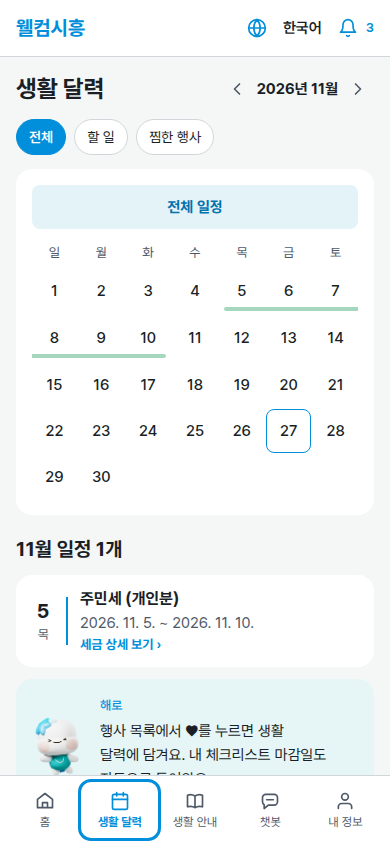 웰컴시흥
한국어
3
생활 달력
2026년 11월
전체
할 일
찜한 행사
전체 일정
일 월 화 수 목 금 토
1 2 3 4 5 6 7
8 9 10 11 12 13 14
15 16 17 18 19 20 21
22 23 24 25 26 27 28
29 30
11월 일정 1개
5
목
주민세 (개인분)
2026. 11. 5. ~ 2026. 11. 10.
세금 상세 보기 ›
해로
행사 목록에서 ♥를 누르면 생활
달력에 담겨요. 내 체크리스트 마감일도
홈
생활 달력
생활 안내
챗봇
내 정보